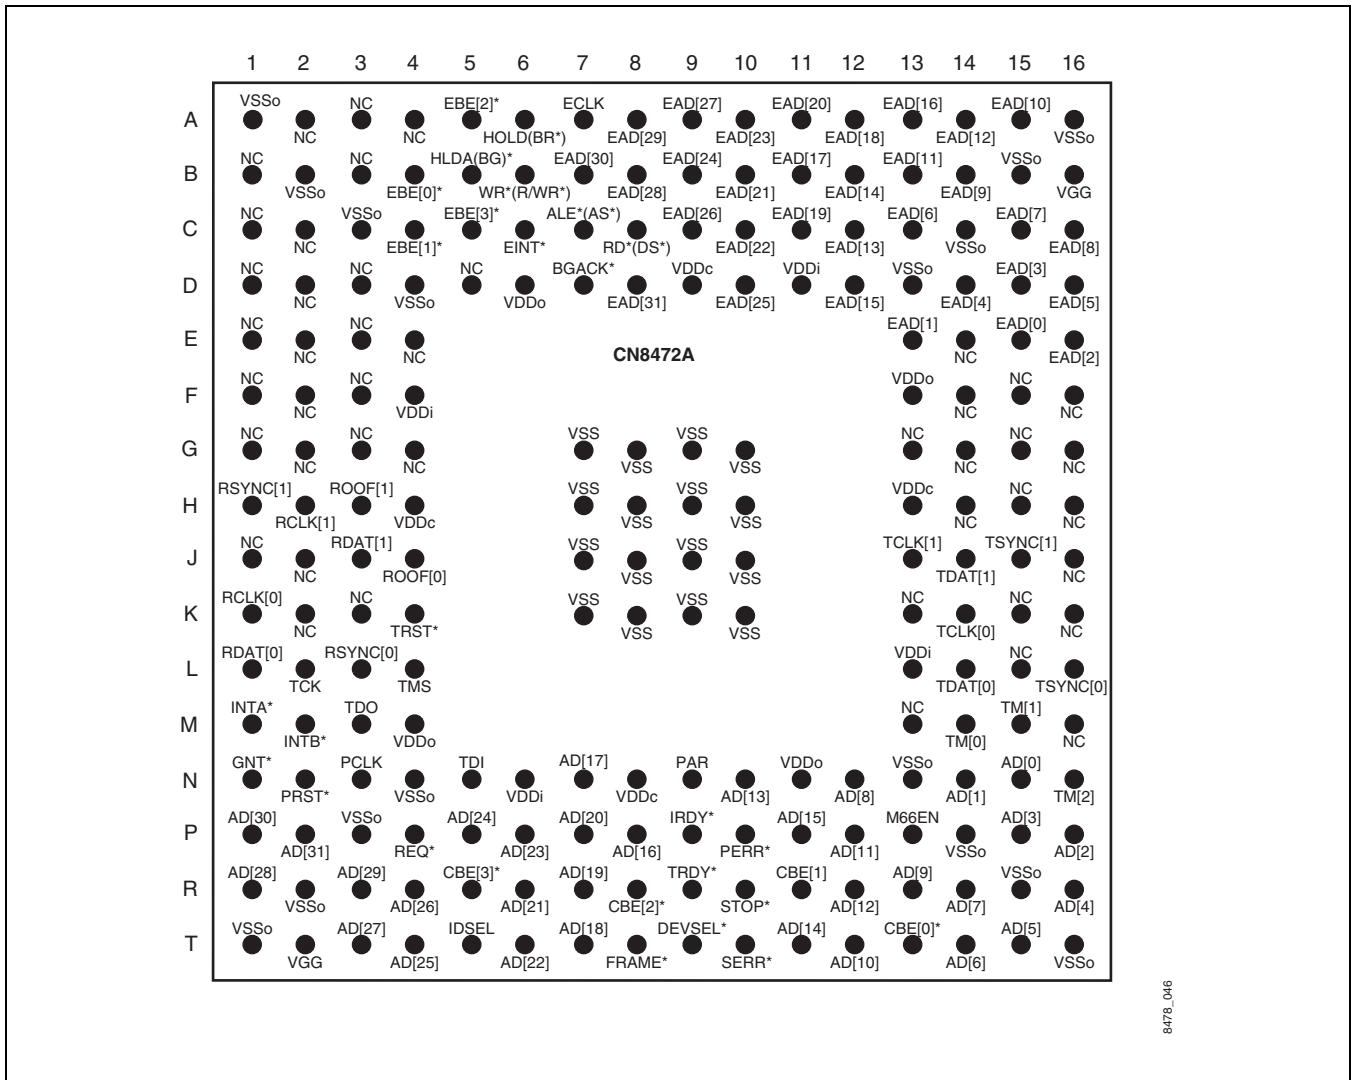 1 2 3 4 5 6 7 8 9 10 11 12 13 14 15 16
VSSo NC EBE[2]* ECLK EAD[27] EAD[20] EAD[16] EAD[10]
A
NC NC HOLD(BR*) EAD[29] EAD[23] EAD[18] EAD[12] VSSo
NC NC HLDA(BG)* EAD[30] EAD[24] EAD[17] EAD[11] VSSo
B
VSSo EBE[0]* WR*(R/WR*) EAD[28] EAD[21] EAD[14] EAD[9] VGG
NC VSSo EBE[3]* ALE*(AS*) EAD[26] EAD[19] EAD[6] EAD[7]
C
NC EBE[1]* EINT* RD*(DS*) EAD[22] EAD[13] VSSo EAD[8]
NC NC NC BGACK* VDDc VDDi VSSo EAD[3]
D
NC VSSo VDDo EAD[31] EAD[25] EAD[15] EAD[4] EAD[5]
NC NC EAD[1] EAD[0]
E
NC NC CN8472A NC EAD[2]
NC NC VDDo NC
F
NC VDDi NC NC
NC NC VSS VSS NC NC
G
NC NC VSS VSS NC NC
RSYNC[1] ROOF[1] VSS VSS VDDc NC
H
RCLK[1] VDDc VSS VSS NC NC
NC RDAT[1] VSS VSS TCLK[1] TSYNC[1]
J
NC ROOF[0] VSS VSS TDAT[1] NC
RCLK[0] NC VSS VSS NC NC
K
NC TRST* VSS VSS TCLK[0] NC
RDAT[0] RSYNC[0] VDDi NC
L
TCK TMS TDAT[0] TSYNC[0]
INTA* TDO NC TM[1]
M
INTB* VDDo TM[0] NC
GNT* PCLK TDI AD[17] PAR VDDo VSSo AD[0]
N
PRST* VSSo VDDi VDDc AD[13] AD[8] AD[1] TM[2]
AD[30] VSSo AD[24] AD[20] IRDY* AD[15] M66EN AD[3]
P
AD[31] REQ* AD[23] AD[16] PERR* AD[11] VSSo AD[2]
AD[28] AD[29] CBE[3]* AD[19] TRDY* CBE[1] AD[9] VSSo
R
VSSo AD[26] AD[21] CBE[2]* STOP* AD[12] AD[7] AD[4]
VSSo AD[27] IDSEL AD[18] DEVSEL* AD[14] CBE[0]* AD[5]
T
VGG AD[25] AD[22] FRAME* SERR* AD[10] AD[6] VSSo
8478_046